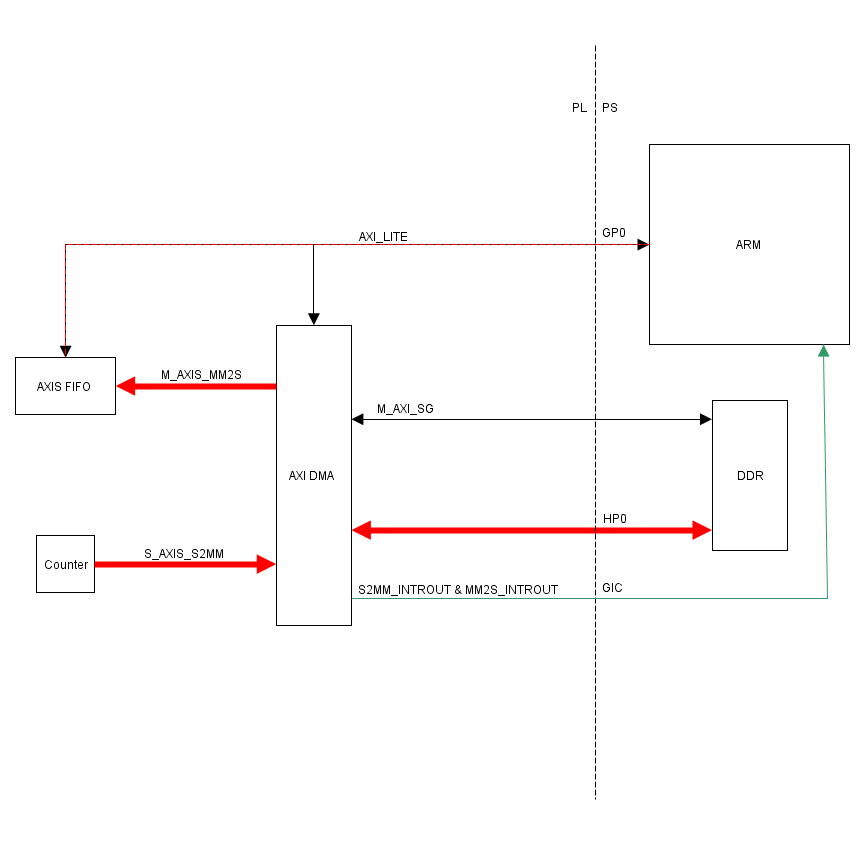 PL
PS
AXI_LITE
GP0
ARM
AXIS FIFO
M_AXIS_MM2S
M_AXI_SG
AXI DMA
DDR
HP0
S_AXIS_S2MM
Counter
S2MM_INTROUT & MM2S_INTROUT
GIC